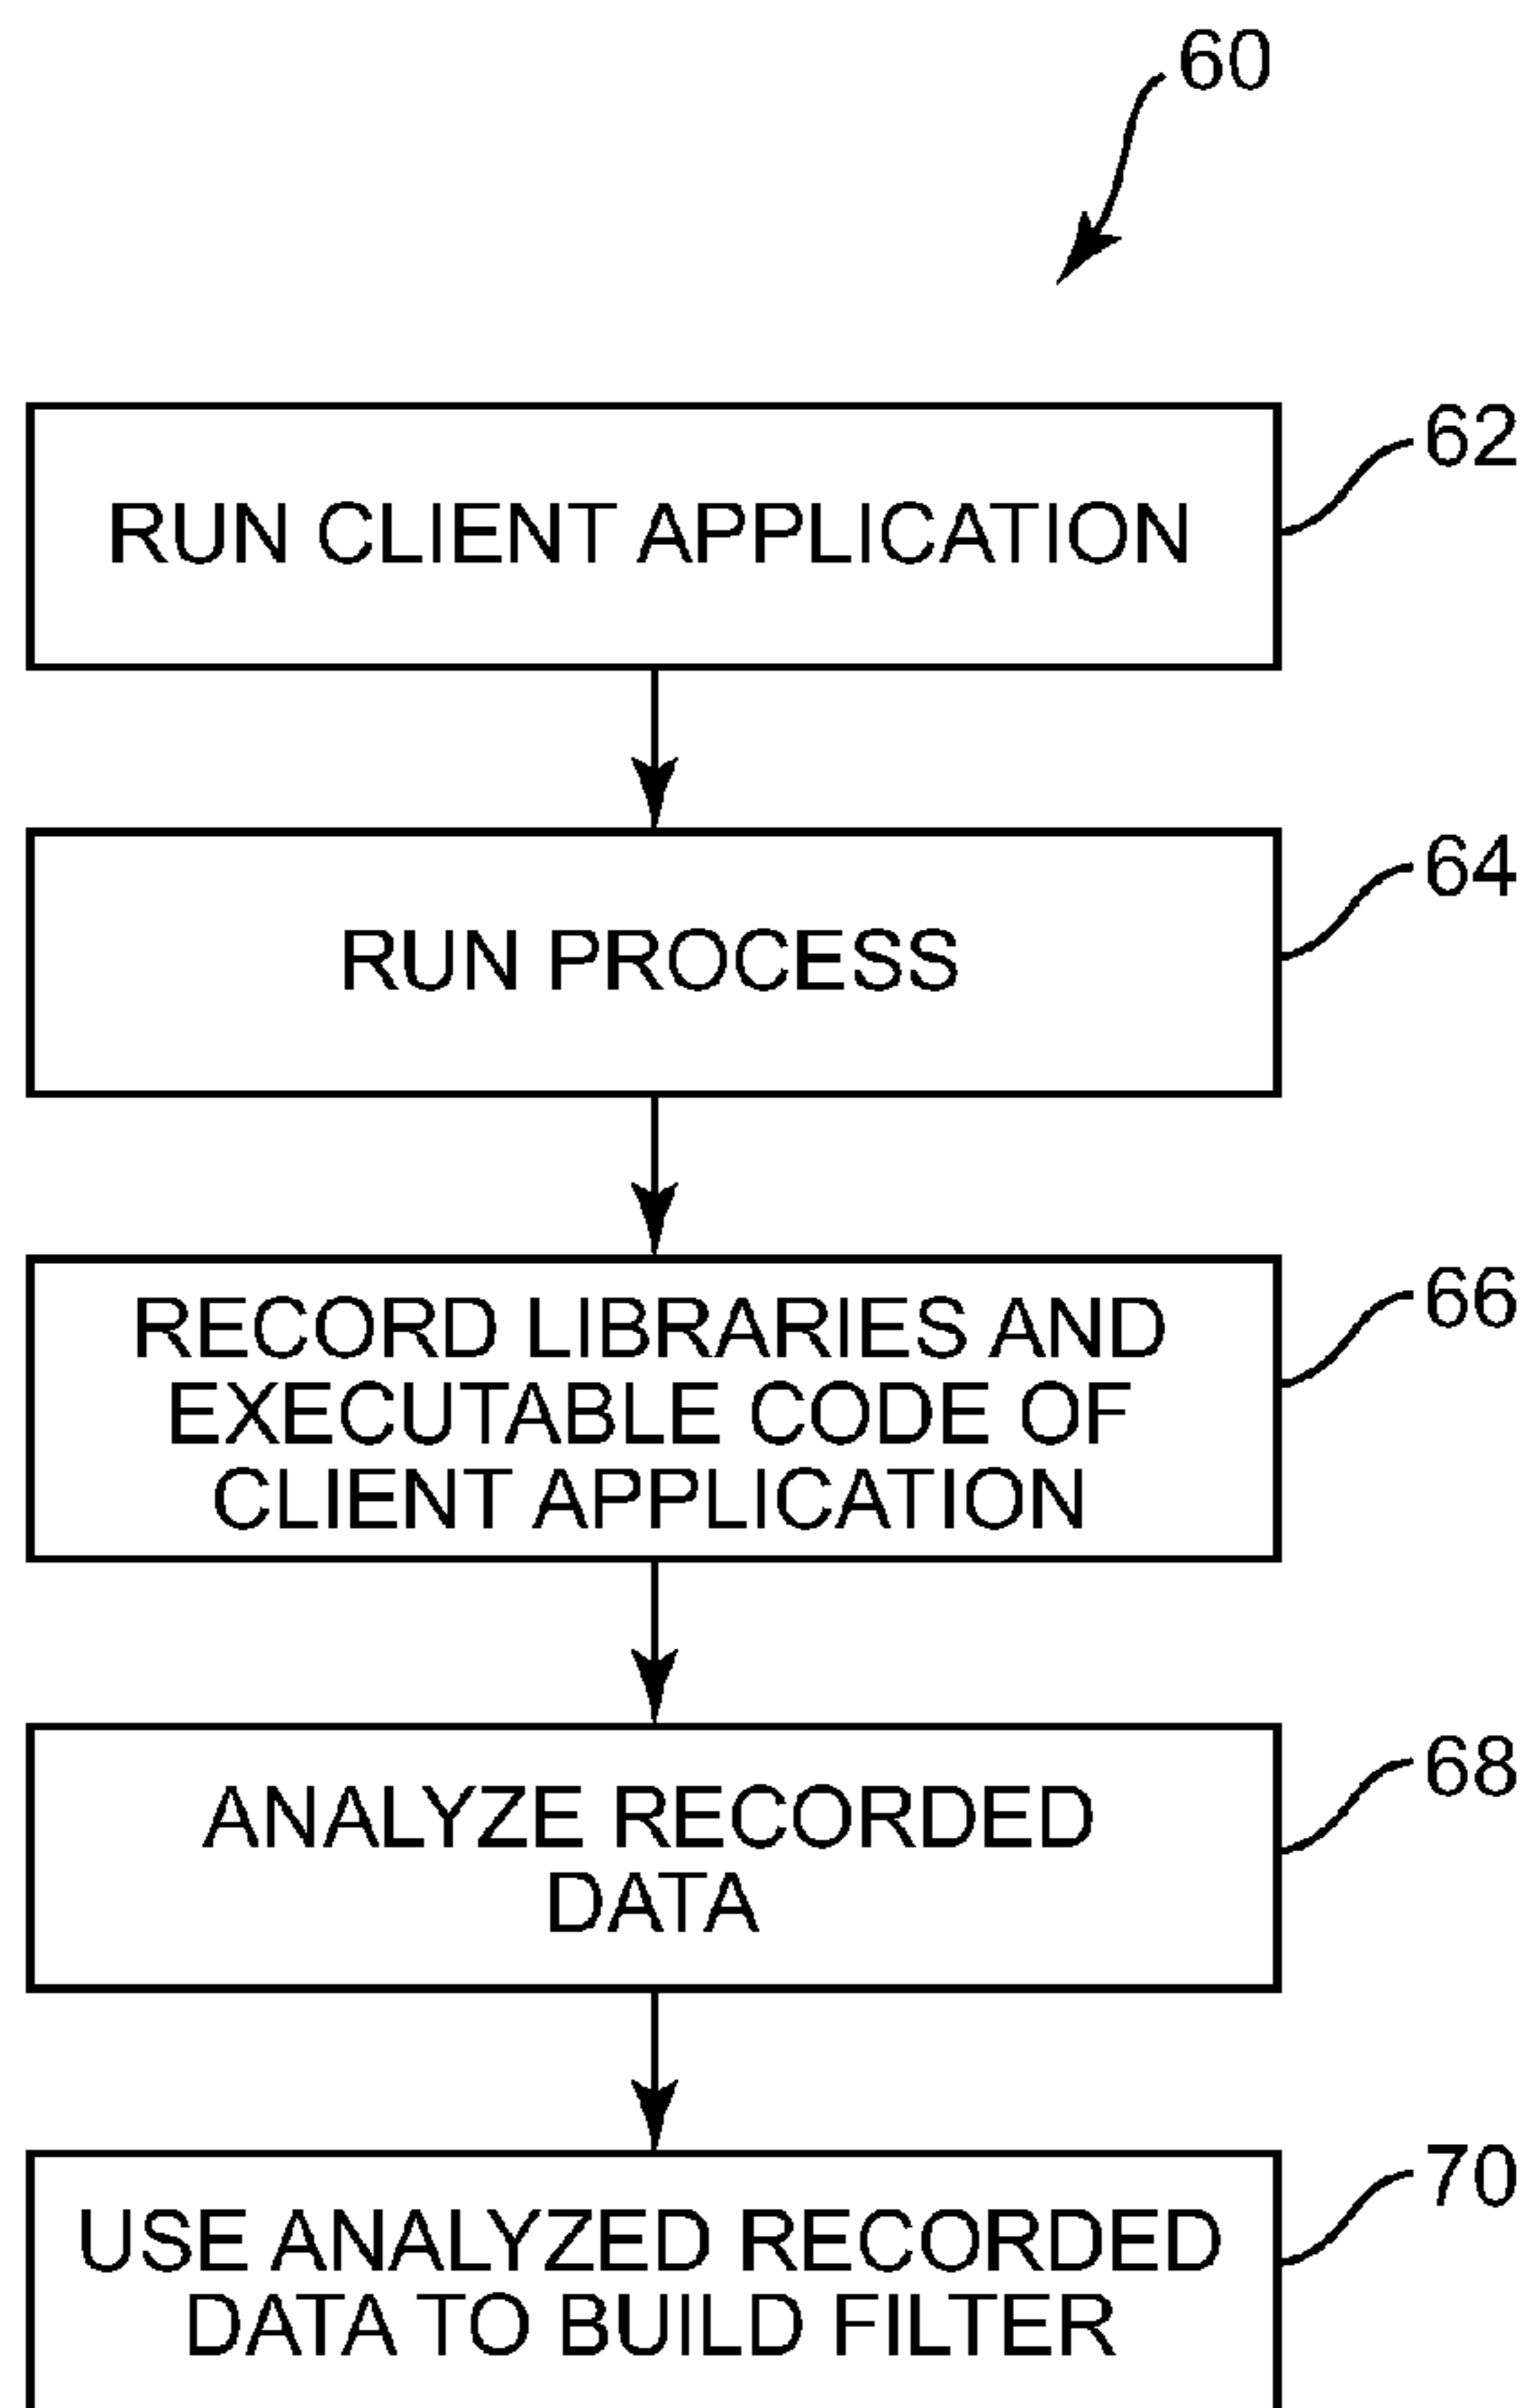 60
62
RUN CLIENT APPLICATION
64
RUN PROCESS
66
RECORD LIBRARIES AND
EXECUTABLE CODE OF
CLIENT APPLICATION
68
ANALYZE RECORDED
DATA
70
USE ANALYZED RECORDED
DATA TO BUILD FILTER